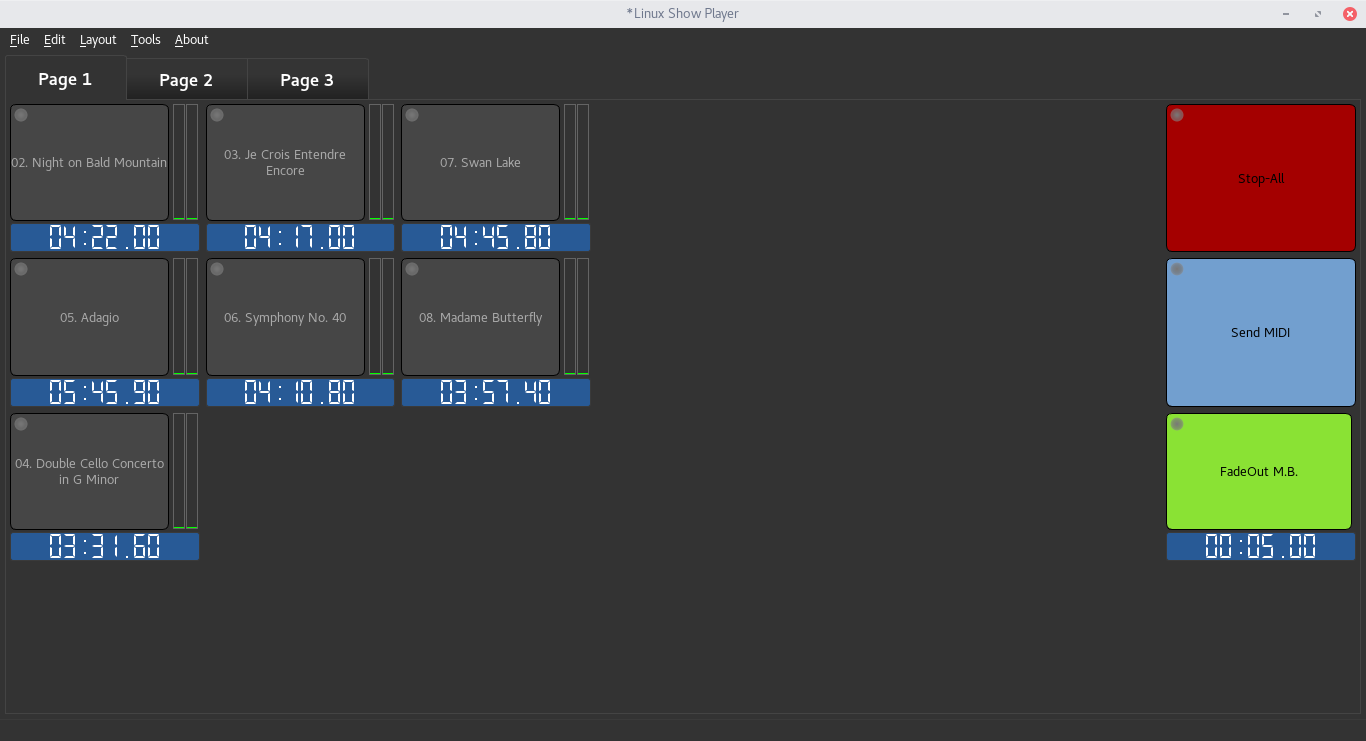 *Linux Show Player
File Edit Layout Tools About
Page 1 Page 2 Page 3
02. Night on Bald Mountain
03. Je Crois Entendre
Encore
07. Swan Lake
Stop-All
04:22.00 04:17.00 04:45.80
05. Adagio
06. Symphony No. 40
08. Madame Butterfly
Send MIDI
05:45.90 04:10.80 03:57.40
04. Double Cello Concerto
in G Minor
FadeOut M.B.
03:31.60 00:05.00